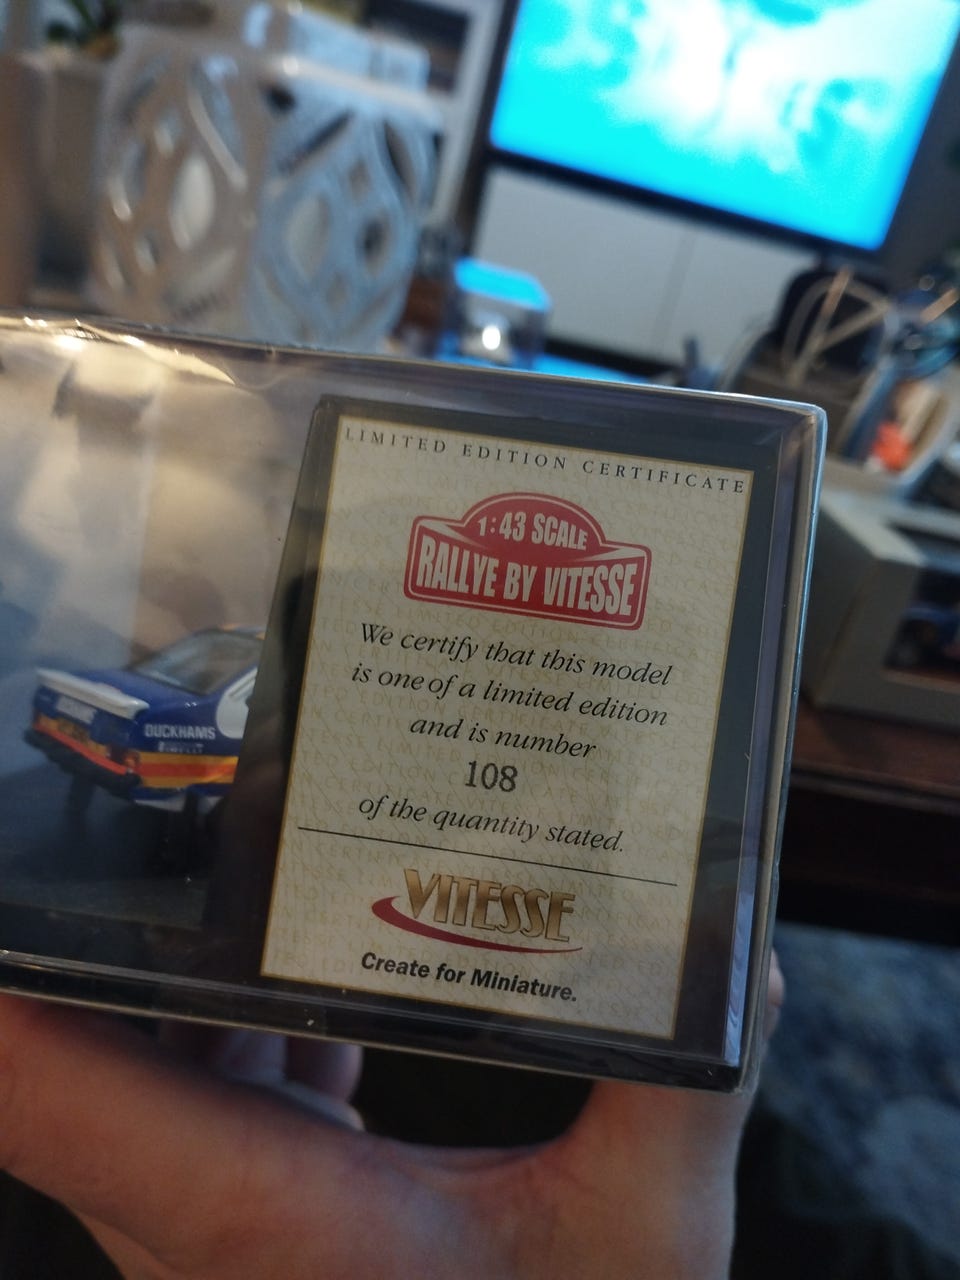 LIMITED EDITION CERTIFICATE
1:43 SCALE
RALLYE BY VITESSE
We certify that this model
is one of a limited edition
and is number
108
of the quantity stated.
VITESSE
Create for Miniature.
DUCKHAMS
PIRELLI